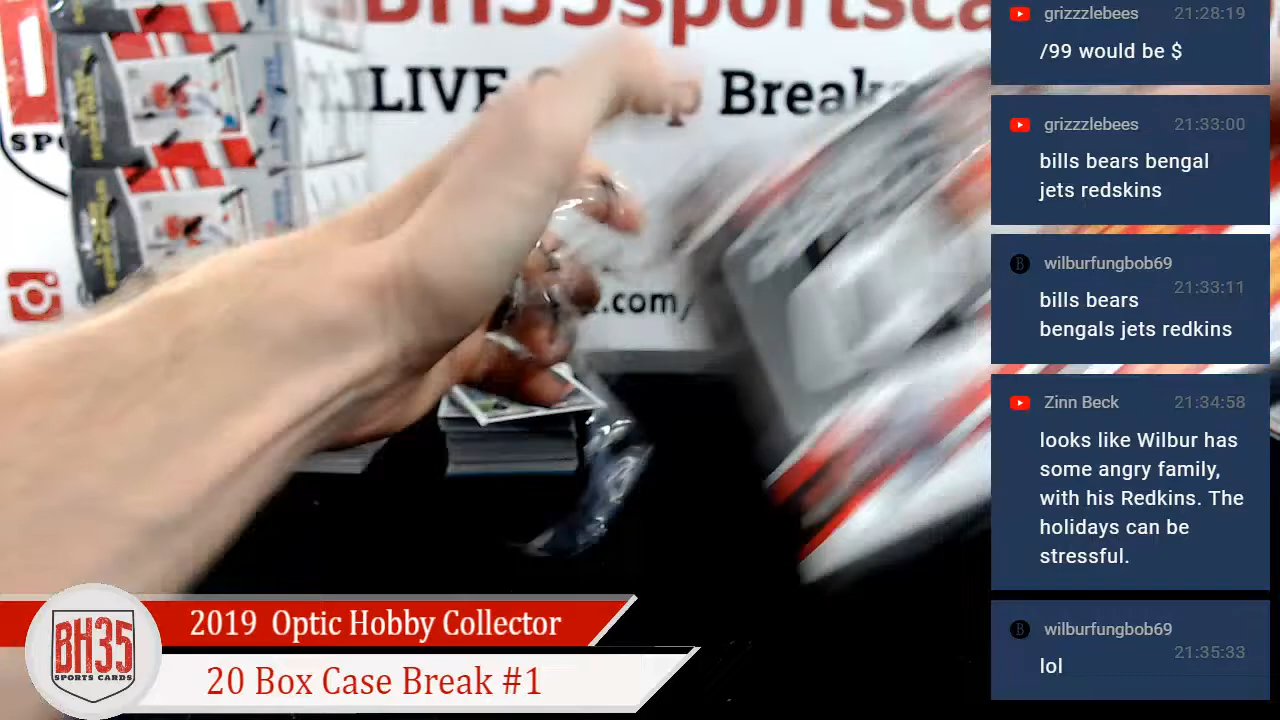 BH35sportsca
LIVE
Break
.com/
SPO
grizzzlebees 21:28:19
/99 would be $
grizzzlebees 21:33:00
bills bears bengal
jets redskins
wilburfungbob69
21:33:11
bills bears
bengals jets redkins
Zinn Beck 21:34:58
looks like Wilbur has
some angry family,
with his Redkins. The
holidays can be
stressful.
wilburfungbob69
21:35:33
lol
2019 Optic Hobby Collector
20 Box Case Break #1
BH35
SPORTS CARDS